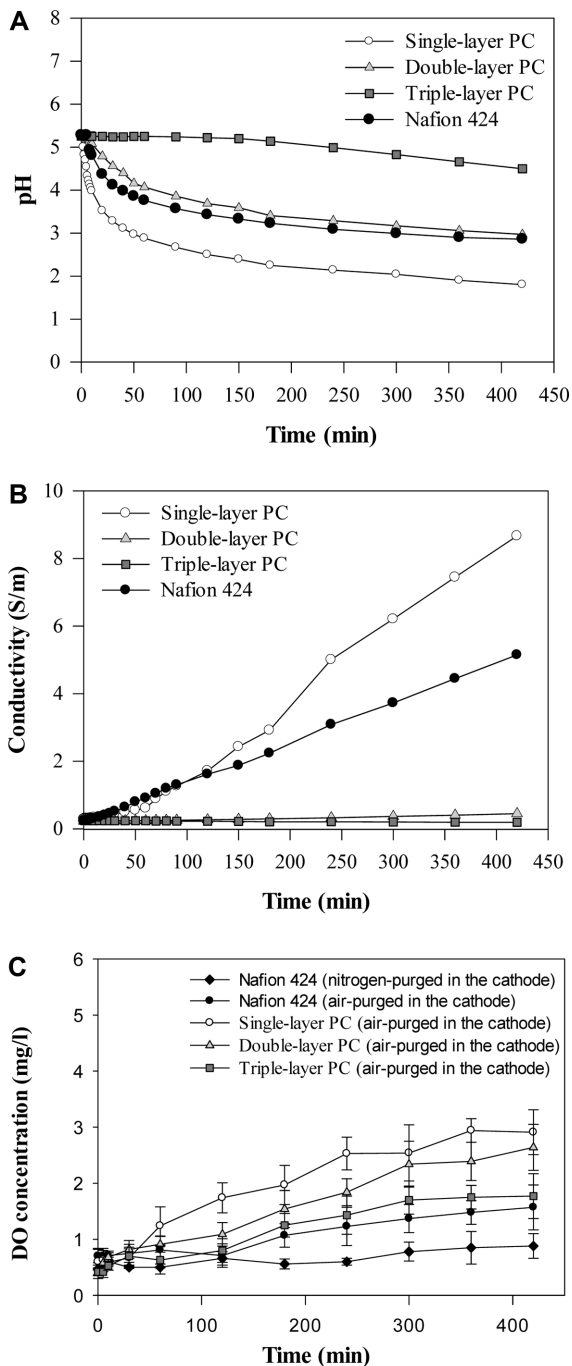 A
8
7
6
5
4
3
2
1
0
pH
Single-layer PC
Double-layer PC
Triple-layer PC
Nafion 424
0 50 100 150 200 250 300 350 400 450
Time (min)
B
10
8
6
4
2
0
Conductivity (S/m)
Single-layer PC
Double-layer PC
Triple-layer PC
Nafion 424
0 50 100 150 200 250 300 350 400 450
Time (min)
C
6
5
4
3
2
1
0
DO concentration (mg/l)
Nafion 424 (nitrogen-purged in the cathode)
Nafion 424 (air-purged in the cathode)
Single-layer PC (air-purged in the cathode)
Double-layer PC (air-purged in the cathode)
Triple-layer PC (air-purged in the cathode)
0 100 200 300 400
Time (min)